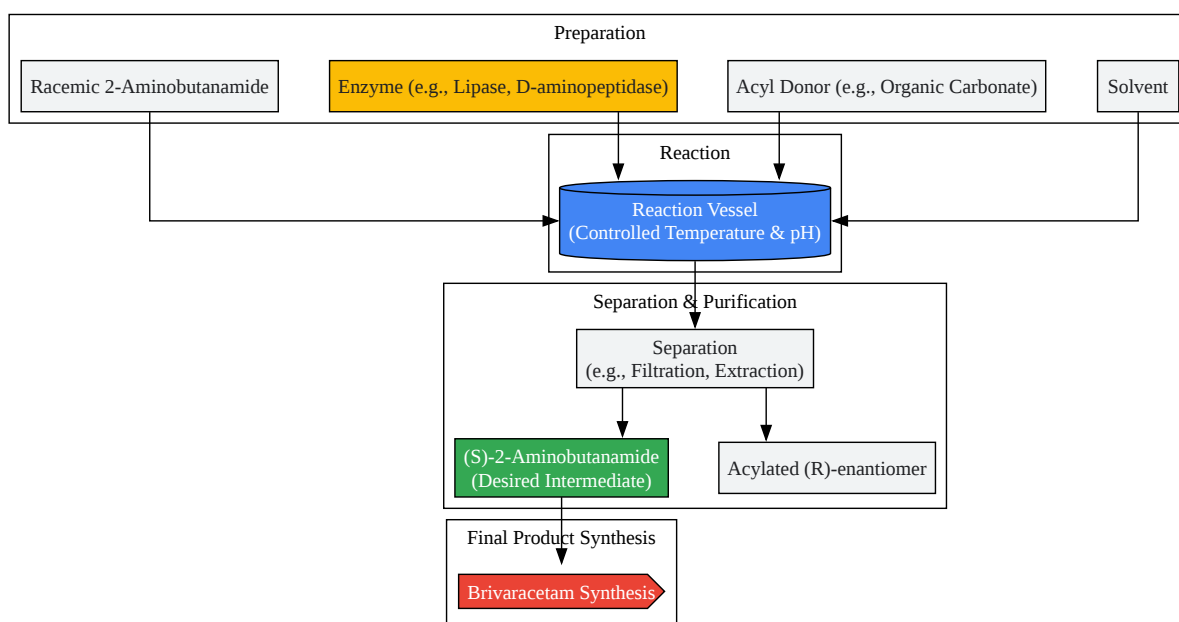 Preparation
Racemic 2-Aminobutanamide
Enzyme (e.g., Lipase, D-aminopeptidase)
Acyl Donor (e.g., Organic Carbonate)
Solvent
Reaction
Reaction Vessel
(Controlled Temperature & pH)
Separation & Purification
Separation
(e.g., Filtration, Extraction)
(S)-2-Aminobutanamide
(Desired Intermediate)
Acylated (R)-enantiomer
Final Product Synthesis
Brivaracetam Synthesis